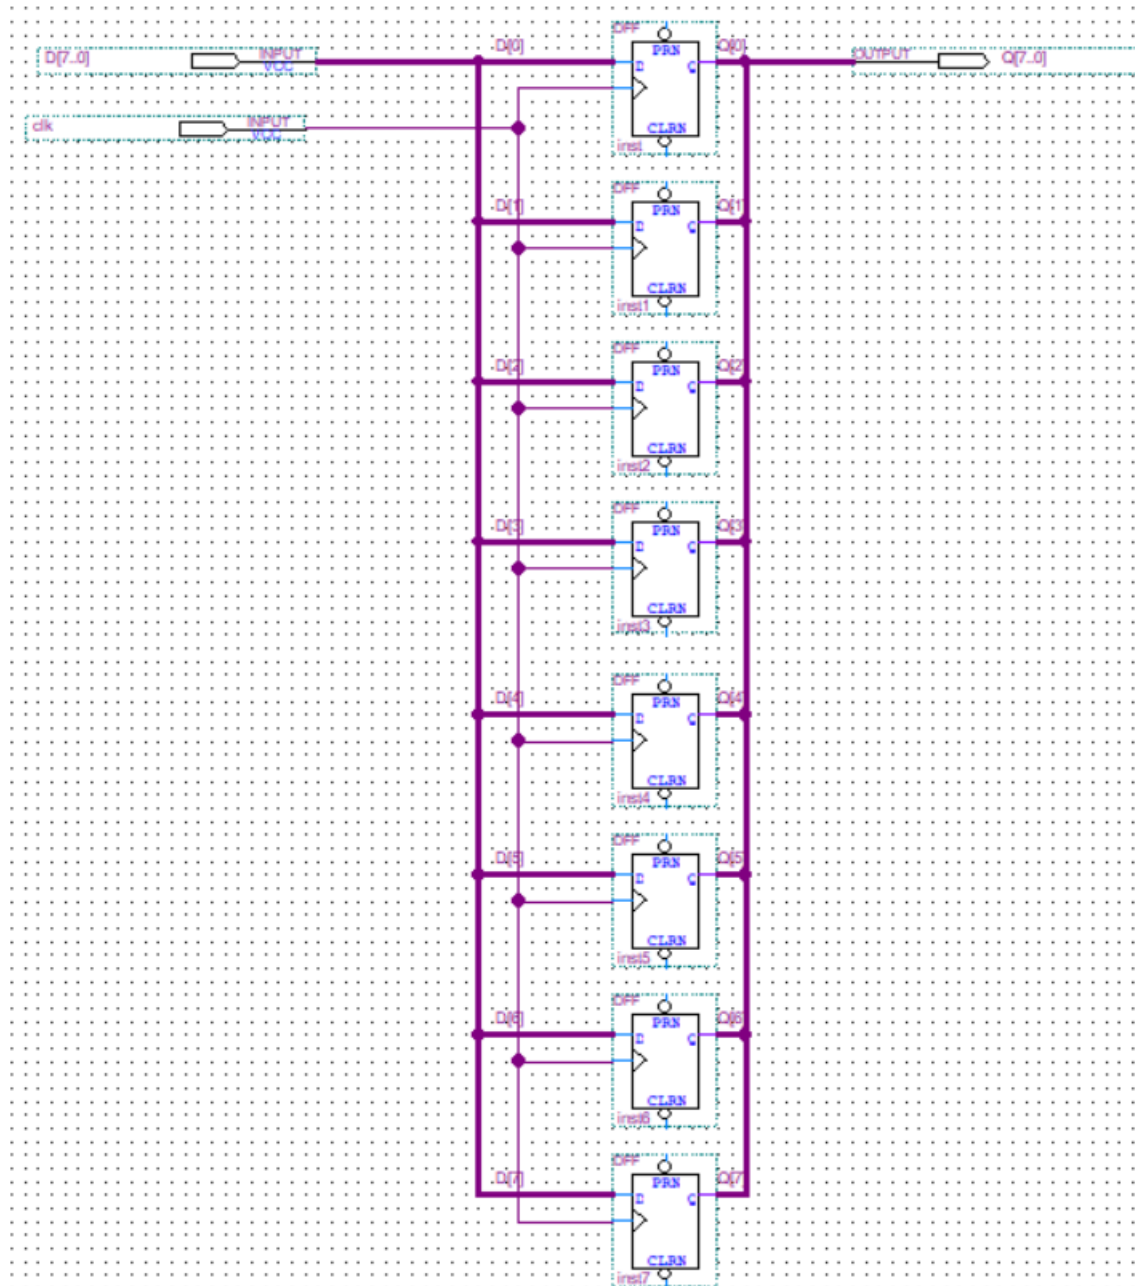 D[0] DFF Q[0]
D[7..0] INPUT VCC PRN D Q OUTPUT Q[7..0]
clk INPUT VCC CLRN
inst
DFF
D[1] PRN Q[1]
D Q
CLRN
inst1
DFF
D[2] PRN Q[2]
D Q
CLRN
inst2
DFF
D[3] PRN Q[3]
D Q
CLRN
inst3
DFF
D[4] PRN Q[4]
D Q
CLRN
inst4
DFF
D[5] PRN Q[5]
D Q
CLRN
inst5
DFF
D[6] PRN Q[6]
D Q
CLRN
inst6
DFF
D[7] PRN Q[7]
D Q
CLRN
inst7